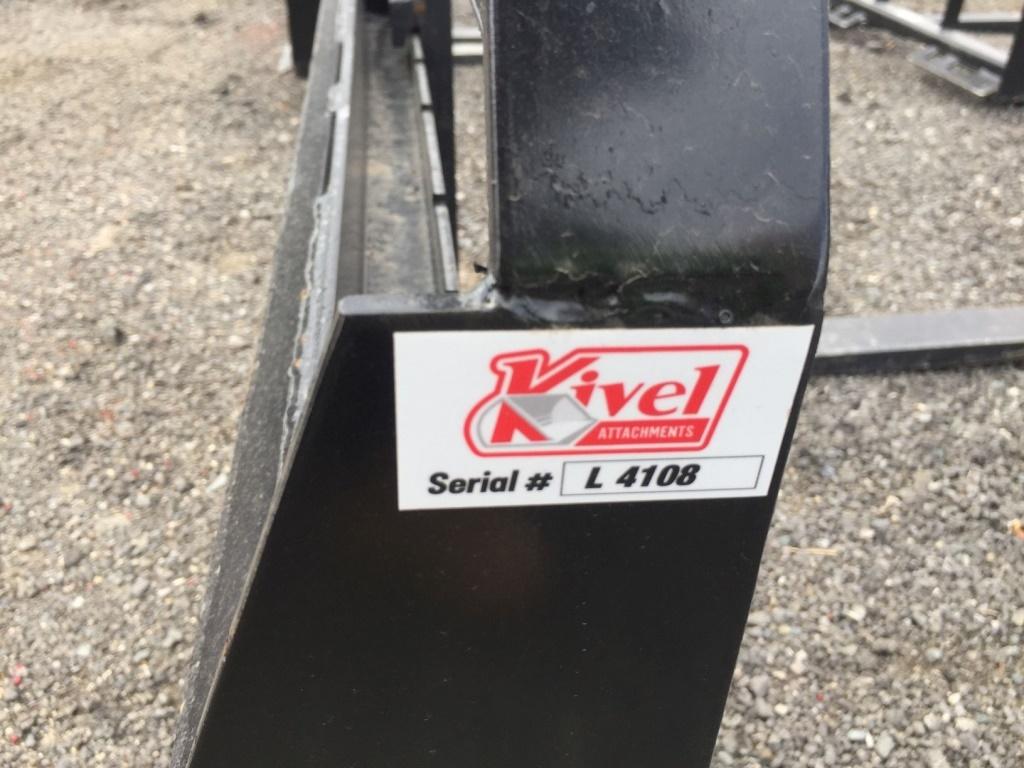 Kivel
ATTACHMENTS
Serial # L 4108